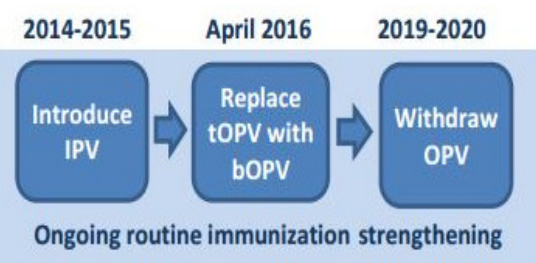 2014-2015 April 2016 2019-2020
Introduce
IPV
Replace
tOPV with
bOPV
Withdraw
OPV
Ongoing routine immunization strengthening